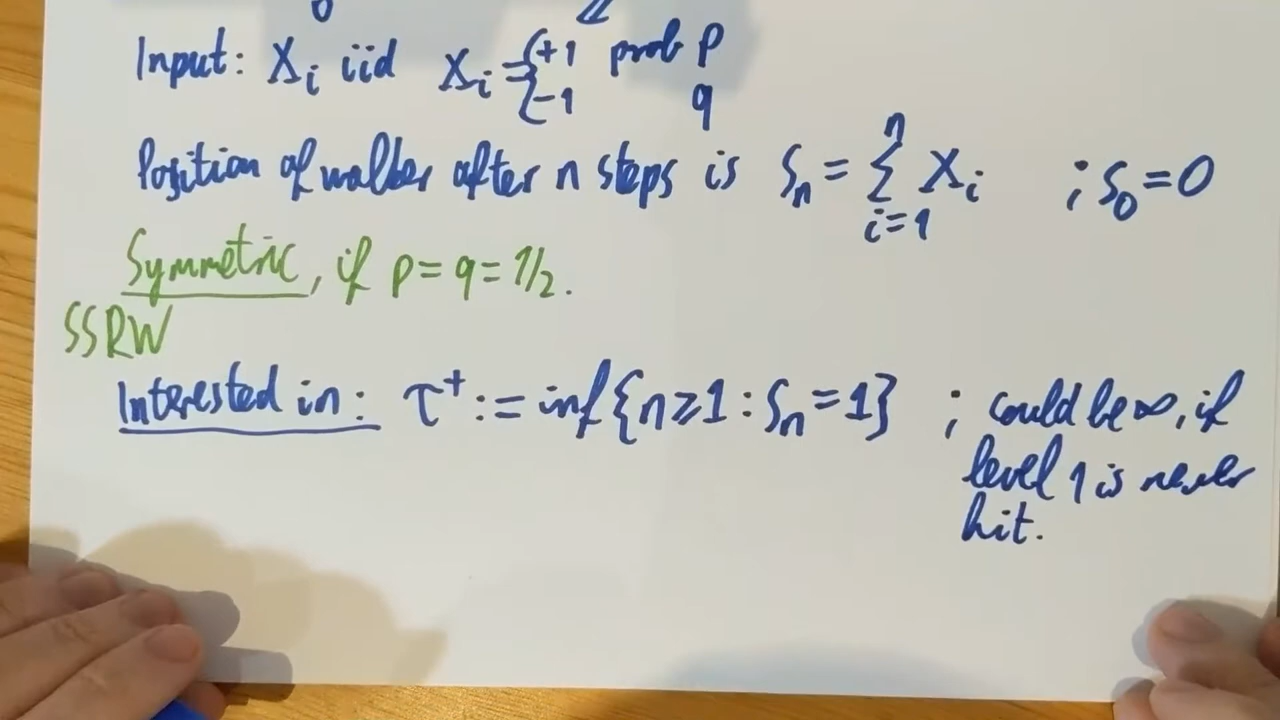 Input: Xᵢ iid Xᵢ = { +1 prob p
-1 q
Position of walker after n steps is Sₙ = Σ_{i=1}^{n} Xᵢ ; S₀ = 0
Symmetric, if p = q = 1/2.
SSRW
Interested in: τ⁺ := inf{n ≥ 1 : Sₙ = 1} ; could be ∞, if
level 1 is never
hit.